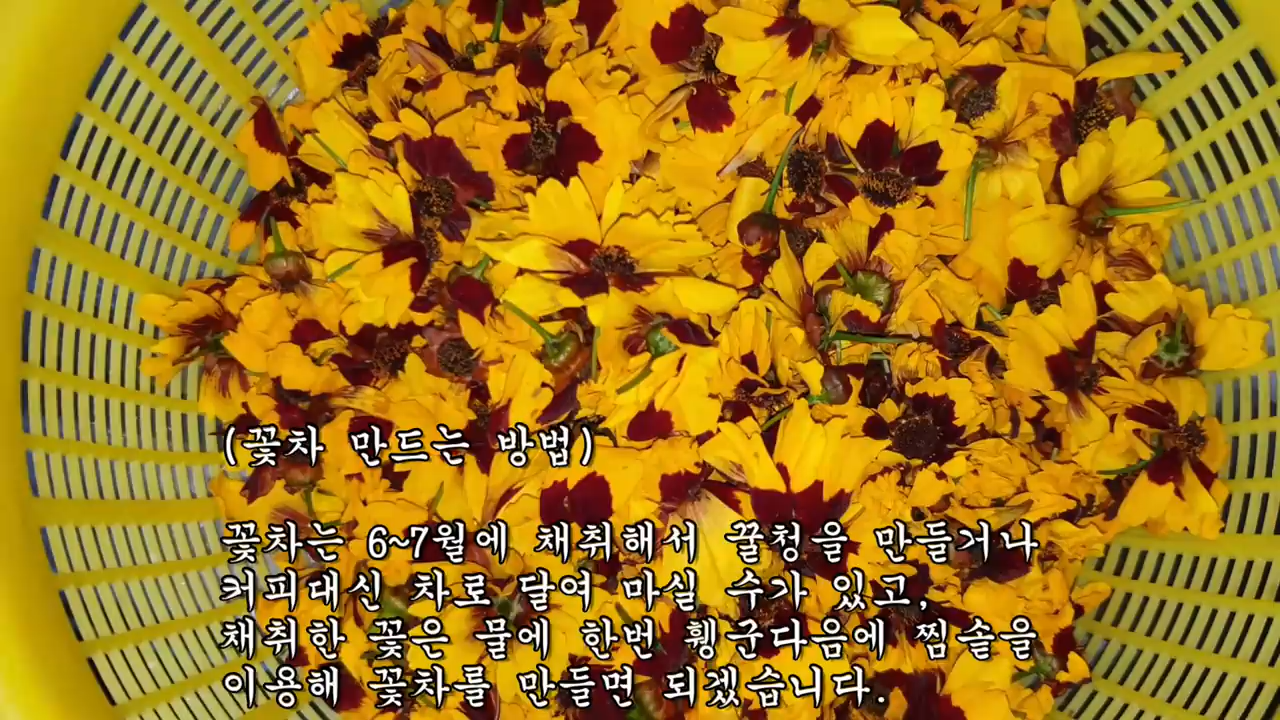 (꽃차 만드는 방법)
꽃차는 6~7월에 채취해서 꿀청을 만들거나
커피대신 차로 달여 마실 수가 있고,
채취한 꽃은 물에 한번 휑군다음에 찜솥을
이용해 꽃차를 만들면 되겠습니다.